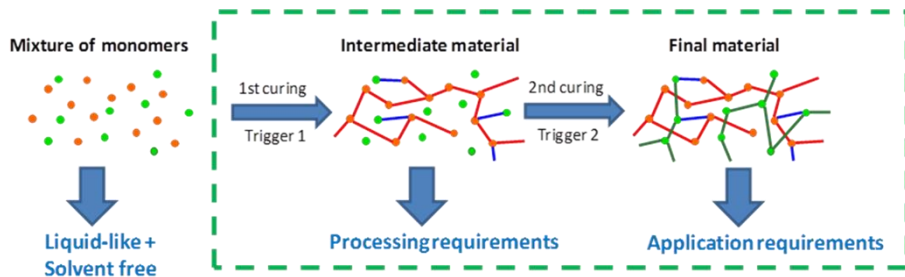 Mixture of monomers
Intermediate material
Final material
1st curing
Trigger 1
2nd curing
Trigger 2
Liquid-like +
Solvent free
Processing requirements
Application requirements